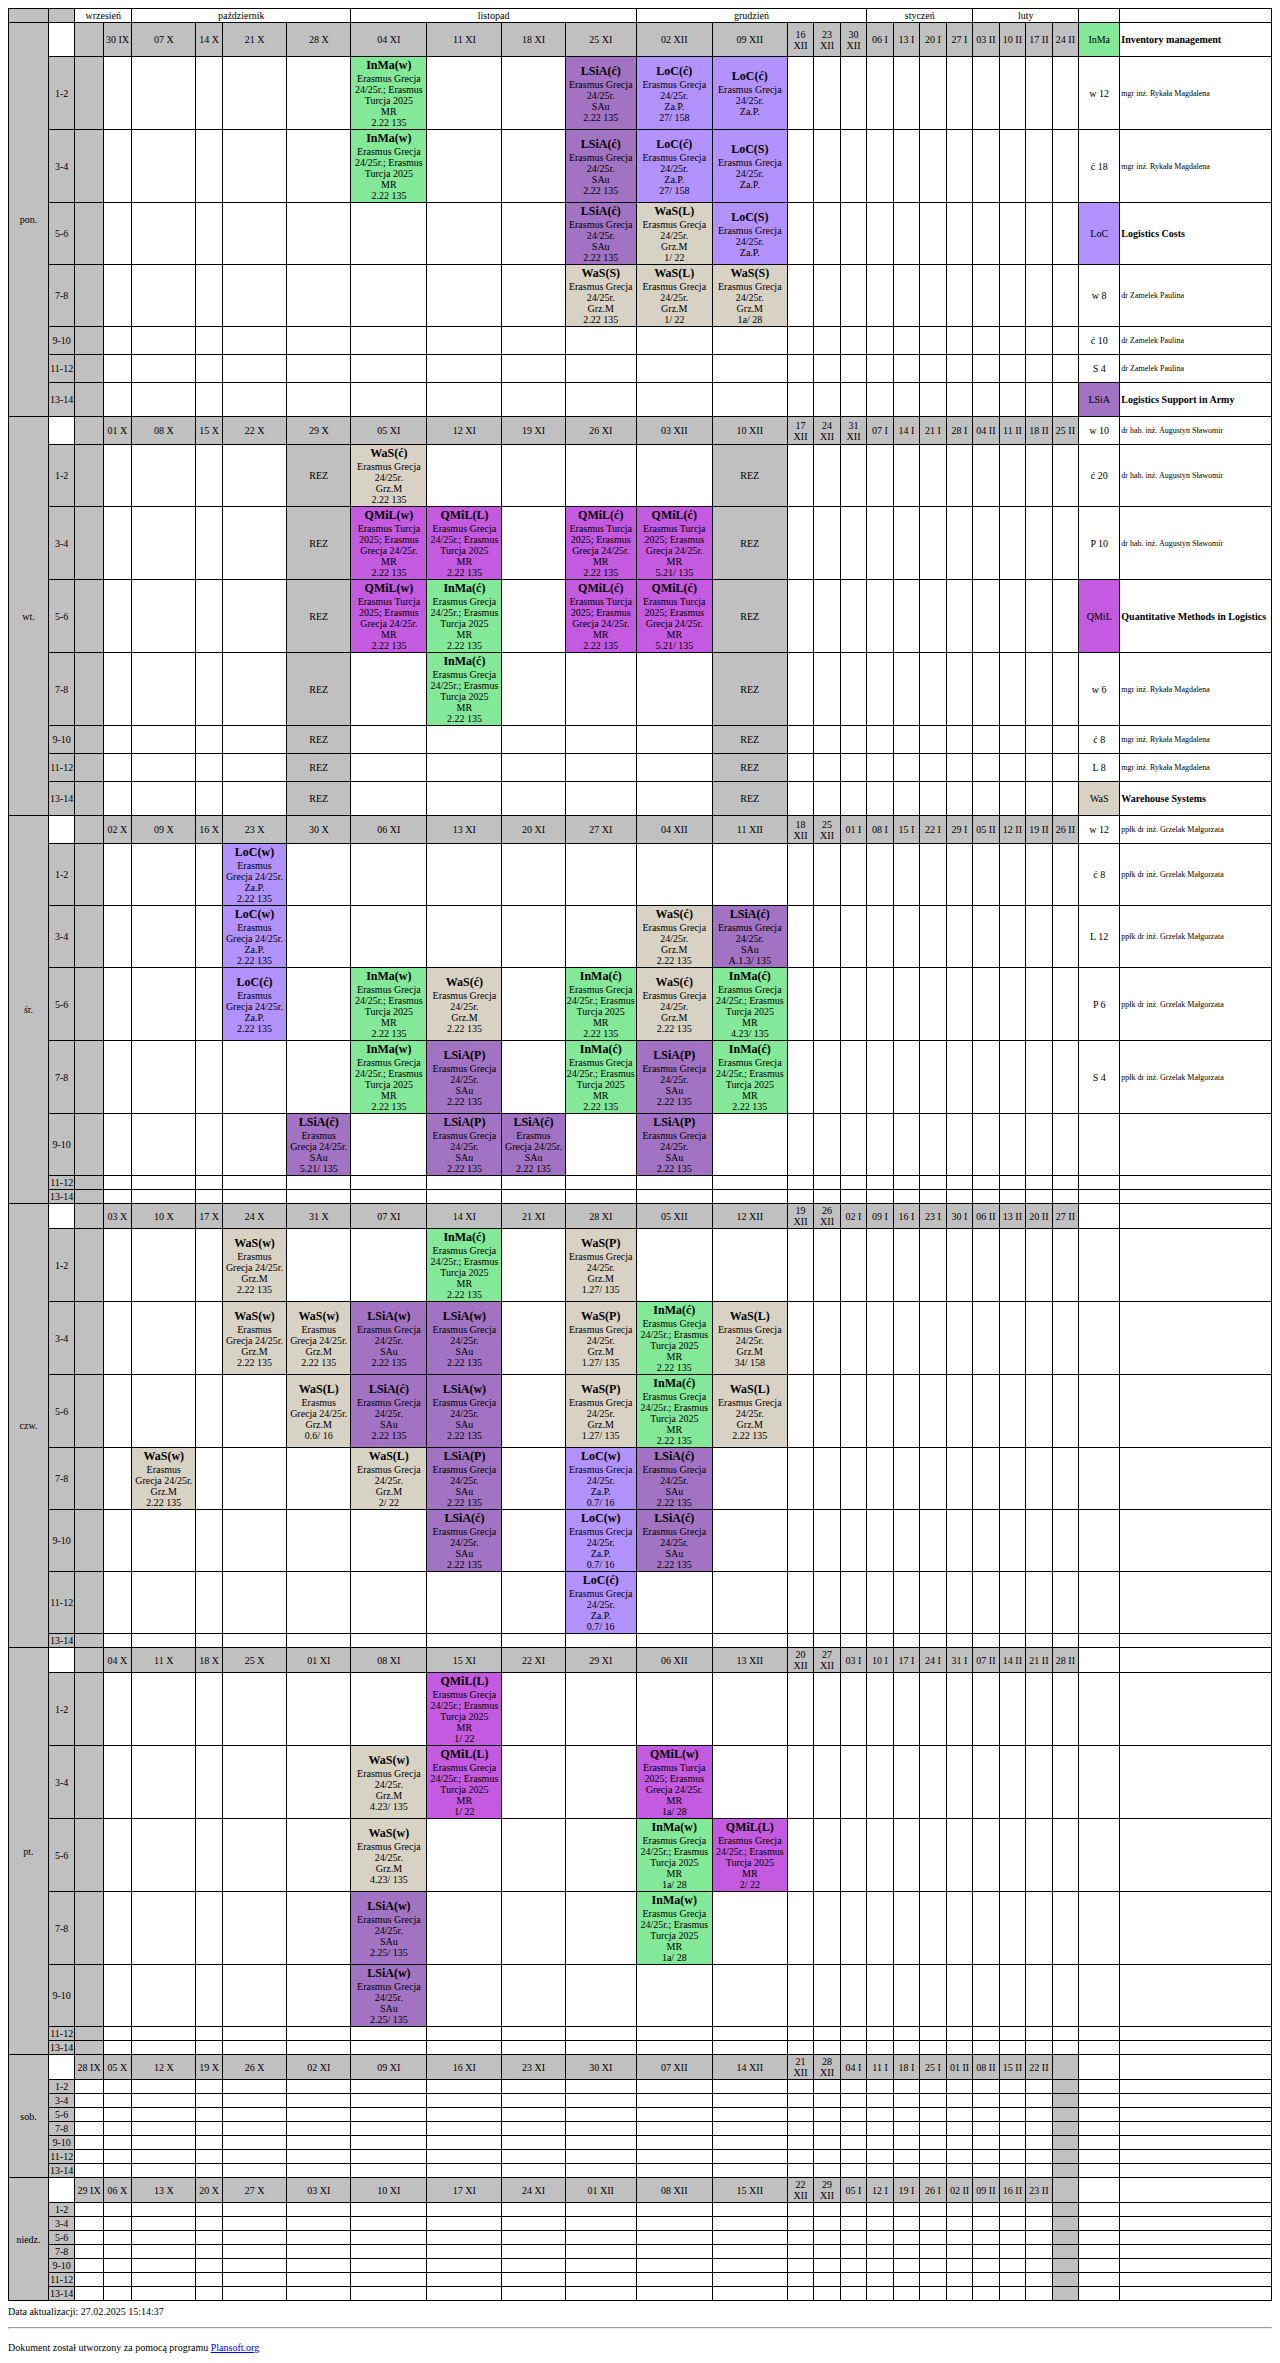 wrzesień październik listopad grudzień styczeń luty
pon.
30 IX 07 X 14 X 21 X 28 X 04 XI 11 XI 18 XI 25 XI 02 XII 09 XII 16 XII 23 XII 30 XII 06 I 13 I 20 I 27 I 03 II 10 II 17 II 24 II InMa Inventory management
1-2
InMa(w) Erasmus Grecja 24/25r.; Erasmus Turcja 2025 MR 2.22 135
LSiA(ć) Erasmus Grecja 24/25r. SAu 2.22 135
LoC(ć) Erasmus Grecja 24/25r. Za.P. 27/ 158
LoC(ć) Erasmus Grecja 24/25r. Za.P.
w 12 mgr inż. Rykała Magdalena
3-4
InMa(w) Erasmus Grecja 24/25r.; Erasmus Turcja 2025 MR 2.22 135
LSiA(ć) Erasmus Grecja 24/25r. SAu 2.22 135
LoC(ć) Erasmus Grecja 24/25r. Za.P. 27/ 158
LoC(S) Erasmus Grecja 24/25r. Za.P.
ć 18 mgr inż. Rykała Magdalena
5-6
LSiA(ć) Erasmus Grecja 24/25r. SAu 2.22 135
WaS(L) Erasmus Grecja 24/25r. Grz.M 1/ 22
LoC(S) Erasmus Grecja 24/25r. Za.P.
LoC Logistics Costs
7-8
WaS(S) Erasmus Grecja 24/25r. Grz.M 2.22 135
WaS(L) Erasmus Grecja 24/25r. Grz.M 1/ 22
WaS(S) Erasmus Grecja 24/25r. Grz.M 1a/ 28
w 8 dr Zamelek Paulina
9-10 ć 10 dr Zamelek Paulina
11-12 S 4 dr Zamelek Paulina
13-14 LSiA Logistics Support in Army
wt.
01 X 08 X 15 X 22 X 29 X 05 XI 12 XI 19 XI 26 XI 03 XII 10 XII 17 XII 24 XII 31 XII 07 I 14 I 21 I 28 I 04 II 11 II 18 II 25 II w 10 dr hab. inż. Augustyn Sławomir
1-2 REZ
WaS(ć) Erasmus Grecja 24/25r. Grz.M 2.22 135
REZ ć 20 dr hab. inż. Augustyn Sławomir
3-4 REZ
QMiL(w) Erasmus Turcja 2025; Erasmus Grecja 24/25r. MR 2.22 135
QMiL(L) Erasmus Grecja 24/25r.; Erasmus Turcja 2025 MR 2.22 135
QMiL(ć) Erasmus Turcja 2025; Erasmus Grecja 24/25r. MR 2.22 135
QMiL(ć) Erasmus Turcja 2025; Erasmus Grecja 24/25r. MR 5.21/ 135
REZ P 10 dr hab. inż. Augustyn Sławomir
5-6 REZ
QMiL(w) Erasmus Turcja 2025; Erasmus Grecja 24/25r. MR 2.22 135
InMa(ć) Erasmus Grecja 24/25r.; Erasmus Turcja 2025 MR 2.22 135
QMiL(ć) Erasmus Turcja 2025; Erasmus Grecja 24/25r. MR 2.22 135
QMiL(ć) Erasmus Turcja 2025; Erasmus Grecja 24/25r. MR 5.21/ 135
REZ QMiL Quantitative Methods in Logistics
7-8 REZ
InMa(ć) Erasmus Grecja 24/25r.; Erasmus Turcja 2025 MR 2.22 135
REZ w 6 mgr inż. Rykała Magdalena
9-10 REZ REZ ć 8 mgr inż. Rykała Magdalena
11-12 REZ REZ L 8 mgr inż. Rykała Magdalena
13-14 REZ REZ WaS Warehouse Systems
śr.
02 X 09 X 16 X 23 X 30 X 06 XI 13 XI 20 XI 27 XI 04 XII 11 XII 18 XII 25 XII 01 I 08 I 15 I 22 I 29 I 05 II 12 II 19 II 26 II w 12 ppłk dr inż. Grzelak Małgorzata
1-2
LoC(w) Erasmus Grecja 24/25r. Za.P. 2.22 135
ć 8 ppłk dr inż. Grzelak Małgorzata
3-4
LoC(w) Erasmus Grecja 24/25r. Za.P. 2.22 135
WaS(ć) Erasmus Grecja 24/25r. Grz.M 2.22 135
LSiA(ć) Erasmus Grecja 24/25r. SAu A.1.3/ 135
L 12 ppłk dr inż. Grzelak Małgorzata
5-6
LoC(ć) Erasmus Grecja 24/25r. Za.P. 2.22 135
InMa(w) Erasmus Grecja 24/25r.; Erasmus Turcja 2025 MR 2.22 135
WaS(ć) Erasmus Grecja 24/25r. Grz.M 2.22 135
InMa(ć) Erasmus Grecja 24/25r.; Erasmus Turcja 2025 MR 2.22 135
WaS(ć) Erasmus Grecja 24/25r. Grz.M 2.22 135
InMa(ć) Erasmus Grecja 24/25r.; Erasmus Turcja 2025 MR 4.23/ 135
P 6 ppłk dr inż. Grzelak Małgorzata
7-8
InMa(w) Erasmus Grecja 24/25r.; Erasmus Turcja 2025 MR 2.22 135
LSiA(P) Erasmus Grecja 24/25r. SAu 2.22 135
InMa(ć) Erasmus Grecja 24/25r.; Erasmus Turcja 2025 MR 2.22 135
LSiA(P) Erasmus Grecja 24/25r. SAu 2.22 135
InMa(ć) Erasmus Grecja 24/25r.; Erasmus Turcja 2025 MR 2.22 135
S 4 ppłk dr inż. Grzelak Małgorzata
9-10
LSiA(ć) Erasmus Grecja 24/25r. SAu 5.21/ 135
LSiA(P) Erasmus Grecja 24/25r. SAu 2.22 135
LSiA(ć) Erasmus Grecja 24/25r. SAu 2.22 135
LSiA(P) Erasmus Grecja 24/25r. SAu 2.22 135
11-12
13-14
czw.
03 X 10 X 17 X 24 X 31 X 07 XI 14 XI 21 XI 28 XI 05 XII 12 XII 19 XII 26 XII 02 I 09 I 16 I 23 I 30 I 06 II 13 II 20 II 27 II
1-2
WaS(w) Erasmus Grecja 24/25r. Grz.M 2.22 135
InMa(ć) Erasmus Grecja 24/25r.; Erasmus Turcja 2025 MR 2.22 135
WaS(P) Erasmus Grecja 24/25r. Grz.M 1.27/ 135
3-4
WaS(w) Erasmus Grecja 24/25r. Grz.M 2.22 135
WaS(w) Erasmus Grecja 24/25r. Grz.M 2.22 135
LSiA(w) Erasmus Grecja 24/25r. SAu 2.22 135
LSiA(w) Erasmus Grecja 24/25r. SAu 2.22 135
WaS(P) Erasmus Grecja 24/25r. Grz.M 1.27/ 135
InMa(ć) Erasmus Grecja 24/25r.; Erasmus Turcja 2025 MR 2.22 135
WaS(L) Erasmus Grecja 24/25r. Grz.M 34/ 158
5-6
WaS(L) Erasmus Grecja 24/25r. Grz.M 0.6/ 16
LSiA(ć) Erasmus Grecja 24/25r. SAu 2.22 135
LSiA(w) Erasmus Grecja 24/25r. SAu 2.22 135
WaS(P) Erasmus Grecja 24/25r. Grz.M 1.27/ 135
InMa(ć) Erasmus Grecja 24/25r.; Erasmus Turcja 2025 MR 2.22 135
WaS(L) Erasmus Grecja 24/25r. Grz.M 2.22 135
7-8
WaS(w) Erasmus Grecja 24/25r. Grz.M 2.22 135
WaS(L) Erasmus Grecja 24/25r. Grz.M 2/ 22
LSiA(P) Erasmus Grecja 24/25r. SAu 2.22 135
LoC(w) Erasmus Grecja 24/25r. Za.P. 0.7/ 16
LSiA(ć) Erasmus Grecja 24/25r. SAu 2.22 135
9-10
LSiA(ć) Erasmus Grecja 24/25r. SAu 2.22 135
LoC(w) Erasmus Grecja 24/25r. Za.P. 0.7/ 16
LSiA(ć) Erasmus Grecja 24/25r. SAu 2.22 135
11-12
LoC(ć) Erasmus Grecja 24/25r. Za.P. 0.7/ 16
13-14
pt.
04 X 11 X 18 X 25 X 01 XI 08 XI 15 XI 22 XI 29 XI 06 XII 13 XII 20 XII 27 XII 03 I 10 I 17 I 24 I 31 I 07 II 14 II 21 II 28 II
1-2
QMiL(L) Erasmus Grecja 24/25r.; Erasmus Turcja 2025 MR 1/ 22
3-4
WaS(w) Erasmus Grecja 24/25r. Grz.M 4.23/ 135
QMiL(L) Erasmus Grecja 24/25r.; Erasmus Turcja 2025 MR 1/ 22
QMiL(w) Erasmus Turcja 2025; Erasmus Grecja 24/25r. MR 1a/ 28
5-6
WaS(w) Erasmus Grecja 24/25r. Grz.M 4.23/ 135
InMa(w) Erasmus Grecja 24/25r.; Erasmus Turcja 2025 MR 1a/ 28
QMiL(L) Erasmus Grecja 24/25r.; Erasmus Turcja 2025 MR 2/ 22
7-8
LSiA(w) Erasmus Grecja 24/25r. SAu 2.25/ 135
InMa(w) Erasmus Grecja 24/25r.; Erasmus Turcja 2025 MR 1a/ 28
9-10
LSiA(w) Erasmus Grecja 24/25r. SAu 2.25/ 135
11-12
13-14
sob.
28 IX 05 X 12 X 19 X 26 X 02 XI 09 XI 16 XI 23 XI 30 XI 07 XII 14 XII 21 XII 28 XII 04 I 11 I 18 I 25 I 01 II 08 II 15 II 22 II
1-2
3-4
5-6
7-8
9-10
11-12
13-14
niedz.
29 IX 06 X 13 X 20 X 27 X 03 XI 10 XI 17 XI 24 XI 01 XII 08 XII 15 XII 22 XII 29 XII 05 I 12 I 19 I 26 I 02 II 09 II 16 II 23 II
1-2
3-4
5-6
7-8
9-10
11-12
13-14
Data aktualizacji: 27.02.2025 15:14:37
Dokument został utworzony za pomocą programu Plansoft.org